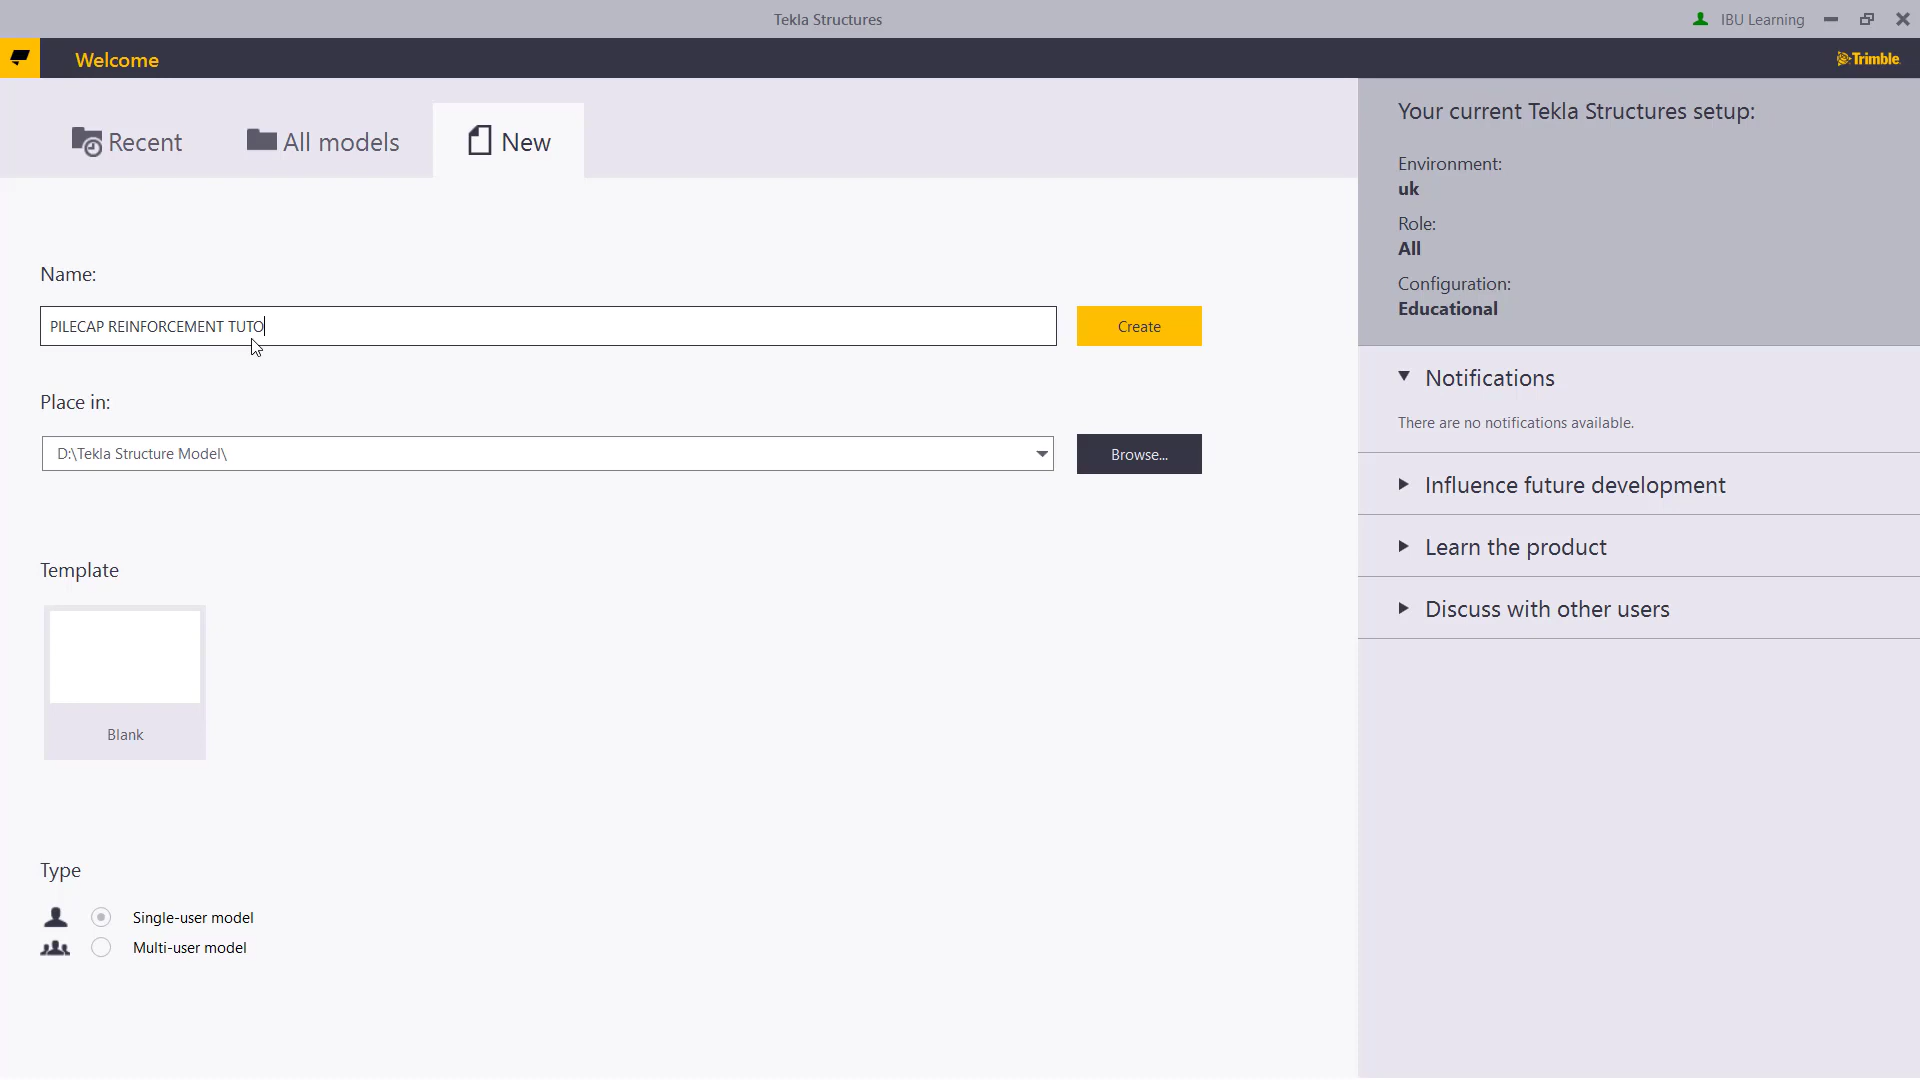 Tekla Structures
IBU Learning
Welcome
Trimble
Recent
All models
New
Name:
PILECAP REINFORCEMENT TUTO
Create
Place in:
D:\Tekla Structure Model\
Browse...
Template
Blank
Type
Single-user model
Multi-user model
Your current Tekla Structures setup:
Environment:
uk
Role:
All
Configuration:
Educational
Notifications
There are no notifications available.
Influence future development
Learn the product
Discuss with other users